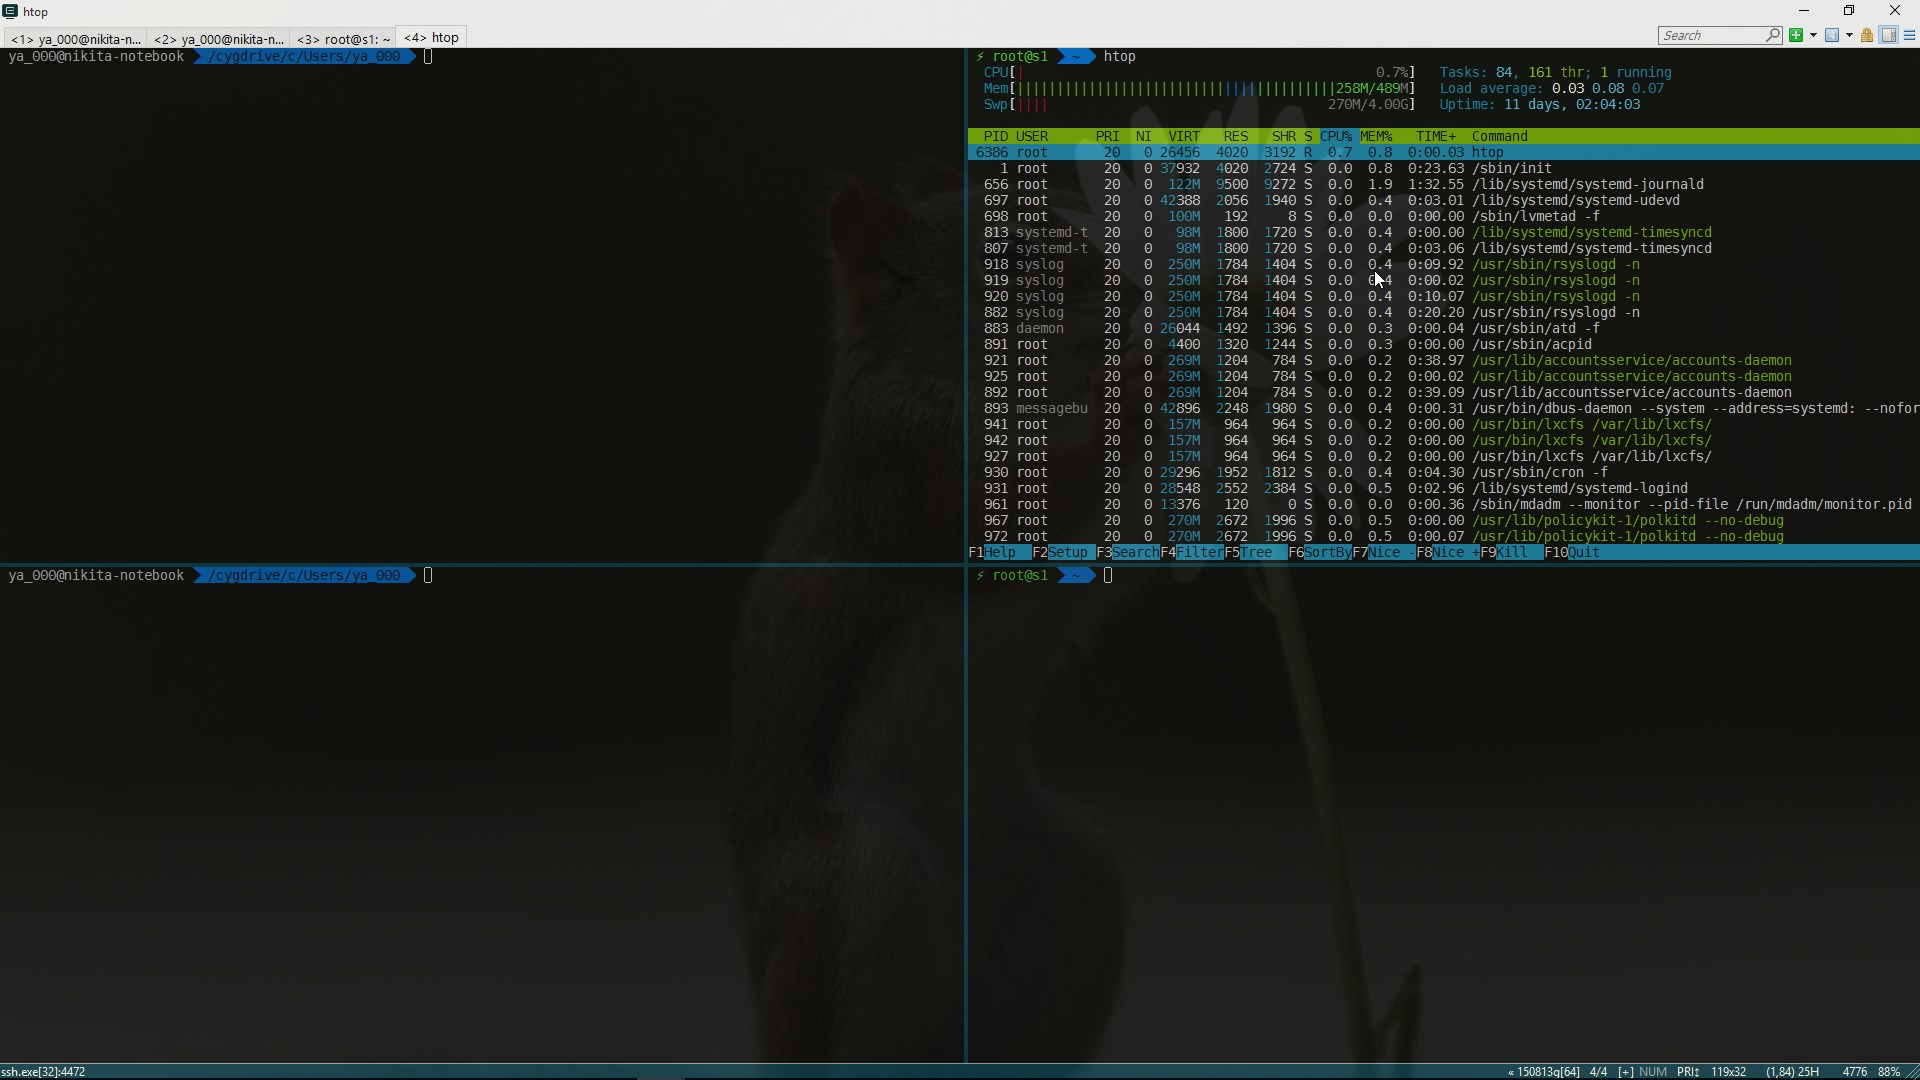 htop
<1> ya_000@nikita-n... <2> ya_000@nikita-n... <3> root@s1: ~ <4> htop
Search
ya_000@nikita-notebook /cygdrive/c/Users/ya_000
⚡ root@s1 ~ htop
CPU[| 0.7%] Tasks: 84, 161 thr; 1 running
Mem[||||||||||||||||||||||||||||||||||||||||258M/489M] Load average: 0.03 0.08 0.07
Swp[|||| 270M/4.00G] Uptime: 11 days, 02:04:03
PID USER PRI NI VIRT RES SHR S CPU% MEM% TIME+ Command
6386 root 20 0 26456 4020 3192 R 0.7 0.8 0:00.03 htop
1 root 20 0 37932 4020 2724 S 0.0 0.8 0:23.63 /sbin/init
656 root 20 0 122M 9500 9272 S 0.0 1.9 1:32.55 /lib/systemd/systemd-journald
697 root 20 0 42388 2056 1940 S 0.0 0.4 0:03.01 /lib/systemd/systemd-udevd
698 root 20 0 100M 192 8 S 0.0 0.0 0:00.00 /sbin/lvmetad -f
813 systemd-t 20 0 98M 1800 1720 S 0.0 0.4 0:00.00 /lib/systemd/systemd-timesyncd
807 systemd-t 20 0 98M 1800 1720 S 0.0 0.4 0:03.06 /lib/systemd/systemd-timesyncd
918 syslog 20 0 250M 1784 1404 S 0.0 0.4 0:09.92 /usr/sbin/rsyslogd -n
919 syslog 20 0 250M 1784 1404 S 0.0 0.4 0:00.02 /usr/sbin/rsyslogd -n
920 syslog 20 0 250M 1784 1404 S 0.0 0.4 0:10.07 /usr/sbin/rsyslogd -n
882 syslog 20 0 250M 1784 1404 S 0.0 0.4 0:20.20 /usr/sbin/rsyslogd -n
883 daemon 20 0 26044 1492 1396 S 0.0 0.3 0:00.04 /usr/sbin/atd -f
891 root 20 0 4400 1320 1244 S 0.0 0.3 0:00.00 /usr/sbin/acpid
921 root 20 0 269M 1204 784 S 0.0 0.2 0:38.97 /usr/lib/accountsservice/accounts-daemon
925 root 20 0 269M 1204 784 S 0.0 0.2 0:00.02 /usr/lib/accountsservice/accounts-daemon
892 root 20 0 269M 1204 784 S 0.0 0.2 0:39.09 /usr/lib/accountsservice/accounts-daemon
893 messagebu 20 0 42896 2248 1980 S 0.0 0.4 0:00.31 /usr/bin/dbus-daemon --system --address=systemd: --nofor
941 root 20 0 157M 964 964 S 0.0 0.2 0:00.00 /usr/bin/lxcfs /var/lib/lxcfs/
942 root 20 0 157M 964 964 S 0.0 0.2 0:00.00 /usr/bin/lxcfs /var/lib/lxcfs/
927 root 20 0 157M 964 964 S 0.0 0.2 0:00.00 /usr/bin/lxcfs /var/lib/lxcfs/
930 root 20 0 29296 1952 1812 S 0.0 0.4 0:04.30 /usr/sbin/cron -f
931 root 20 0 28548 2552 2384 S 0.0 0.5 0:02.96 /lib/systemd/systemd-logind
961 root 20 0 13376 120 0 S 0.0 0.0 0:00.36 /sbin/mdadm --monitor --pid-file /run/mdadm/monitor.pid
967 root 20 0 270M 2672 1996 S 0.0 0.5 0:00.00 /usr/lib/policykit-1/polkitd --no-debug
972 root 20 0 270M 2672 1996 S 0.0 0.5 0:00.07 /usr/lib/policykit-1/polkitd --no-debug
F1Help F2Setup F3SearchF4FilterF5Tree F6SortByF7Nice -F8Nice +F9Kill F10Quit
ya_000@nikita-notebook /cygdrive/c/Users/ya_000
⚡ root@s1 ~
ssh.exe[32]:4472 « 150813g[64] 4/4 [+] NUM PRI↕ 119x32 (1,84) 25H 4776 88%